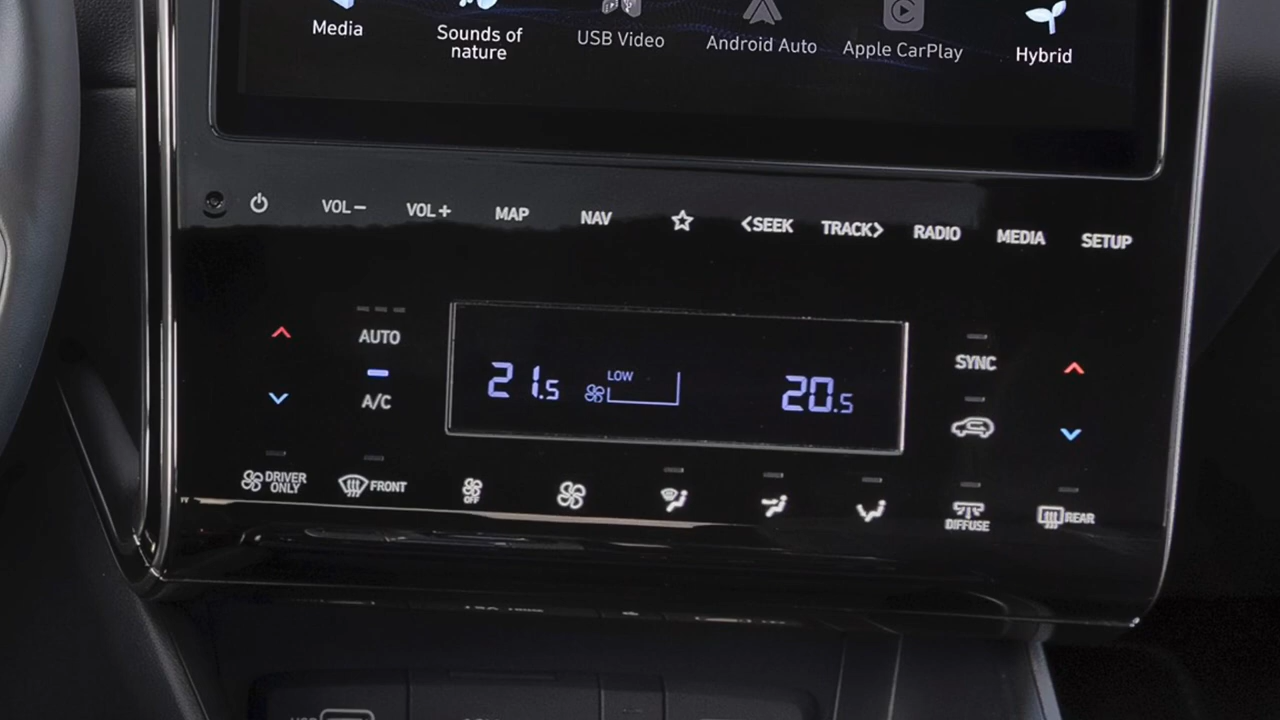 Media
Sounds of
nature
USB Video
Android Auto
Apple CarPlay
Hybrid
VOL−
VOL+
MAP
NAV
<SEEK
TRACK>
RADIO
MEDIA
SETUP
AUTO
A/C
21.5
LOW
20.5
SYNC
DRIVER
ONLY
FRONT
OFF
DIFFUSE
REAR